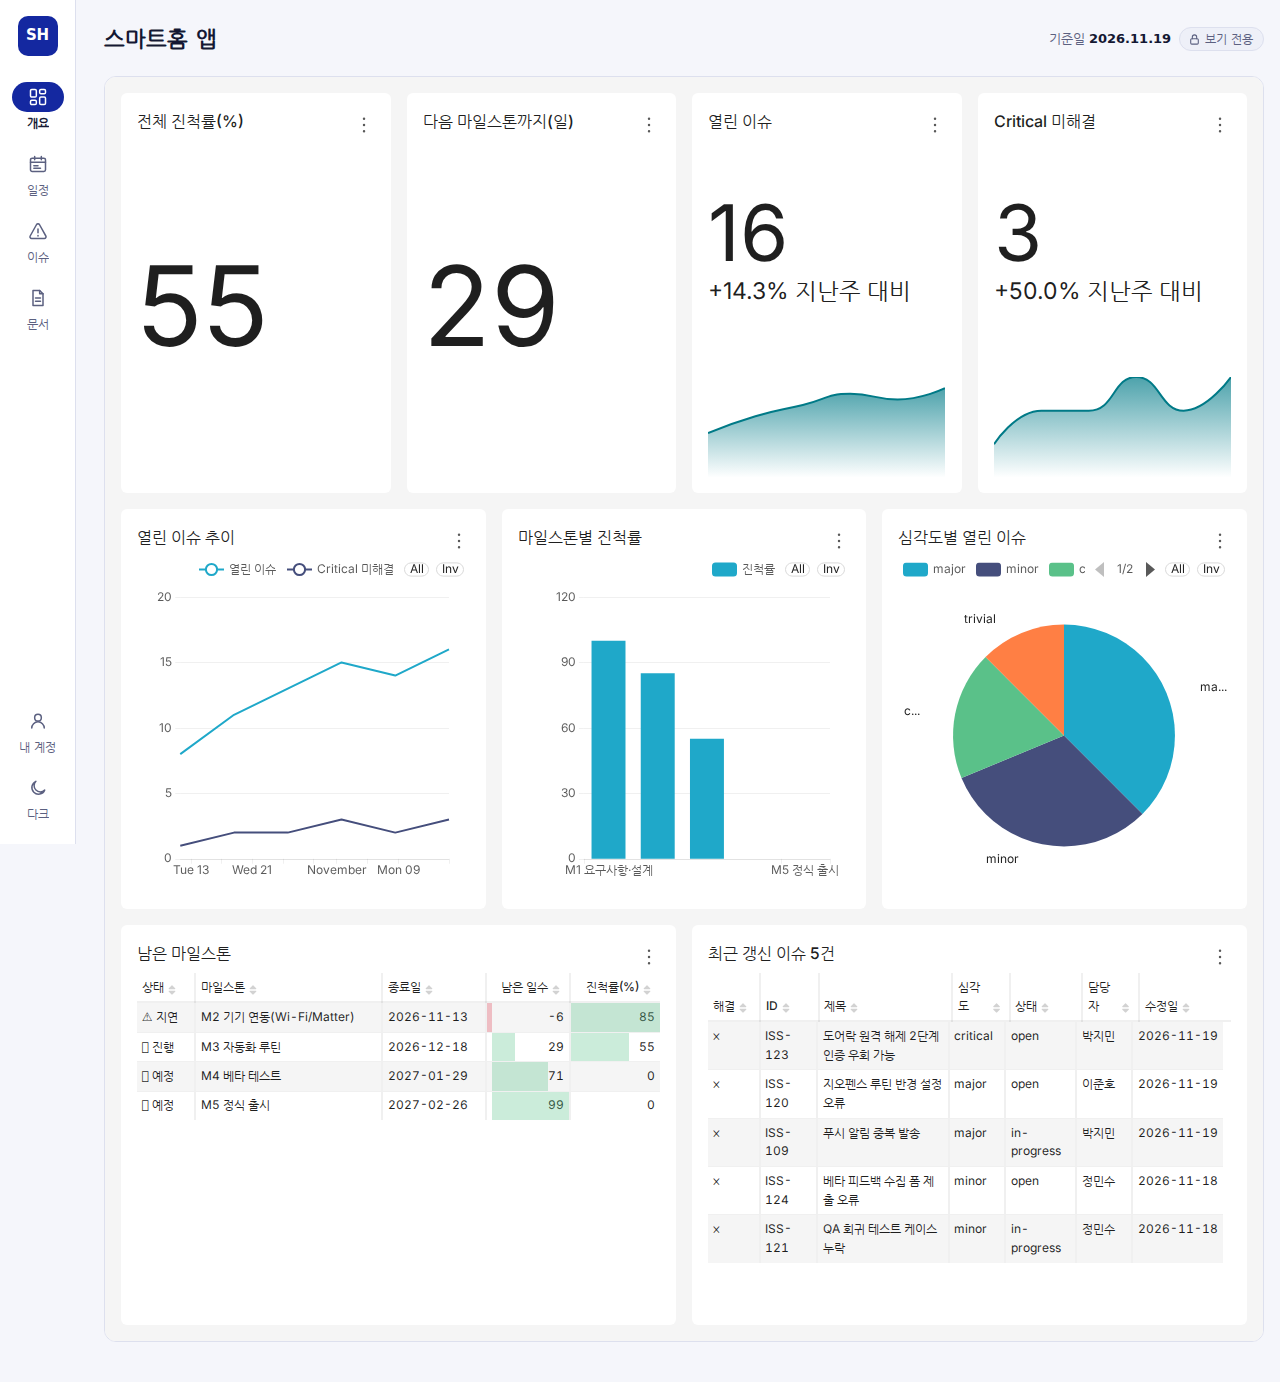 SH
개요
일정
이슈
문서
내 계정
다크
스마트홈 앱
기준일 2026.11.19
보기 전용
전체 진척률(%)
55
다음 마일스톤까지(일)
29
열린 이슈
16
+14.3% 지난주 대비
Critical 미해결
3
+50.0% 지난주 대비
열린 이슈 추이
열린 이슈 Critical 미해결 All Inv
20
15
10
5
0
Tue 13 Wed 21 November Mon 09
마일스톤별 진척률
진척률 All Inv
120
90
60
30
0
M1 요구사항·설계 M5 정식 출시
심각도별 열린 이슈
major minor c 1/2 All Inv
trivial
ma...
c...
minor
남은 마일스톤
상태 마일스톤 종료일 남은 일수 진척률(%)
⚠ 지연 M2 기기 연동(Wi-Fi/Matter) 2026-11-13 -6 85
진행 M3 자동화 루틴 2026-12-18 29 55
예정 M4 베타 테스트 2027-01-29 71 0
예정 M5 정식 출시 2027-02-26 99 0
최근 갱신 이슈 5건
해결 ID 제목 심각도 상태 담당자 수정일
x ISS-123 도어락 원격 해제 2단계 인증 우회 가능 critical open 박지민 2026-11-19
x ISS-120 지오펜스 루틴 반경 설정 오류 major open 이준호 2026-11-19
x ISS-109 푸시 알림 중복 발송 major in-progress 박지민 2026-11-19
x ISS-124 베타 피드백 수집 폼 제출 오류 minor open 정민수 2026-11-18
x ISS-121 QA 회귀 테스트 케이스 누락 minor in-progress 정민수 2026-11-18